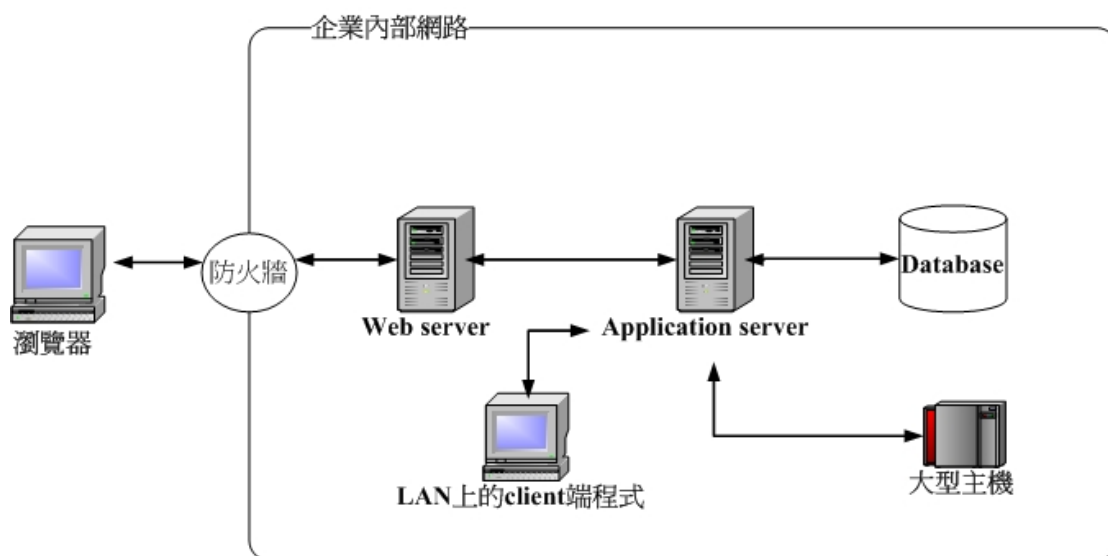 企業內部網路
防火牆
瀏覽器
Web server
Application server
Database
LAN上的client端程式
大型主機